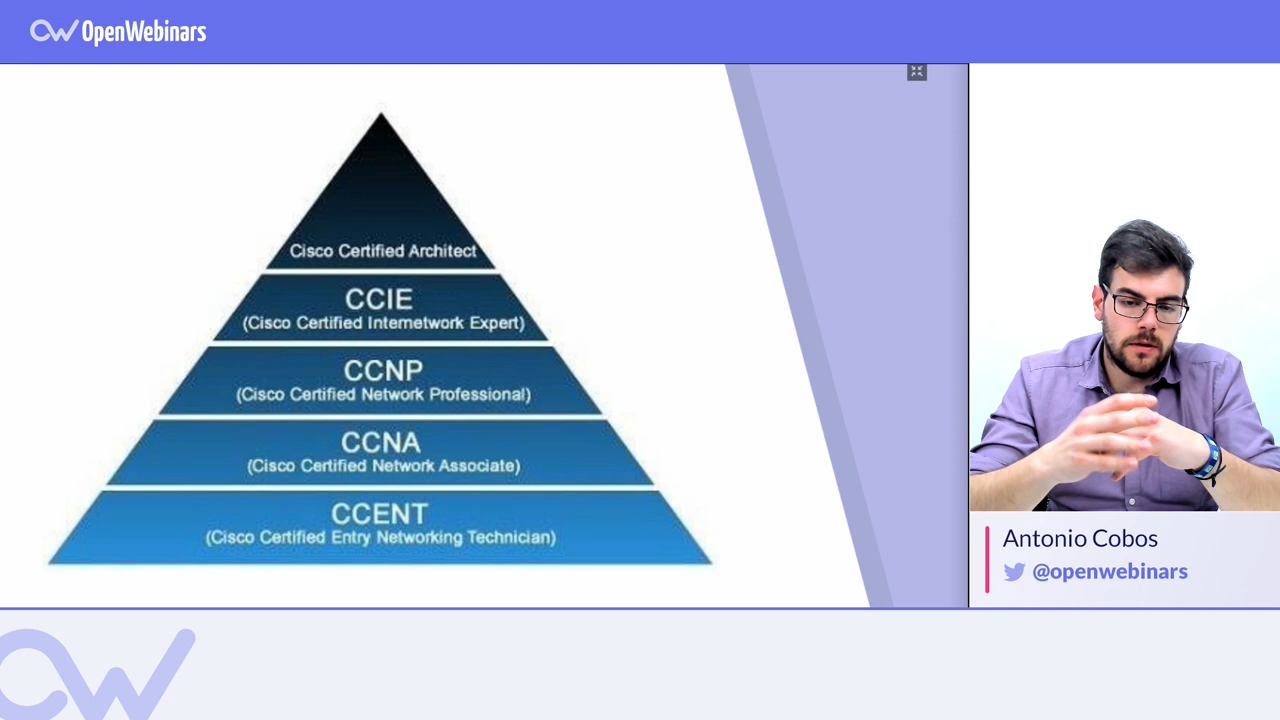 OpenWebinars
Cisco Certified Architect
CCIE
(Cisco Certified Internetwork Expert)
CCNP
(Cisco Certified Network Professional)
CCNA
(Cisco Certified Network Associate)
CCENT
(Cisco Certified Entry Networking Technician)
Antonio Cobos
@openwebinars